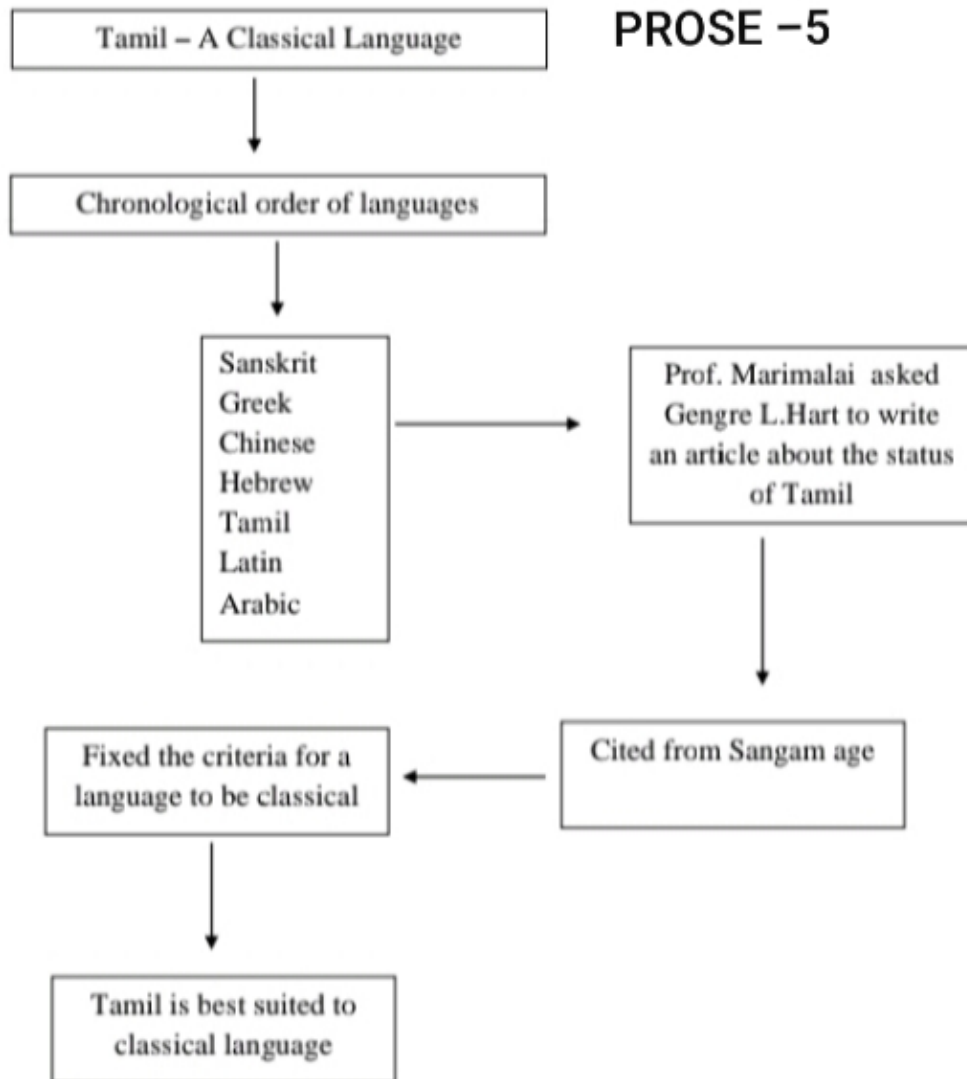 PROSE –5
Tamil – A Classical Language
Chronological order of languages
Sanskrit
Greek
Chinese
Hebrew
Tamil
Latin
Arabic
Prof. Marimalai asked
Gengre L.Hart to write
an article about the status
of Tamil
Cited from Sangam age
Fixed the criteria for a
language to be classical
Tamil is best suited to
classical language